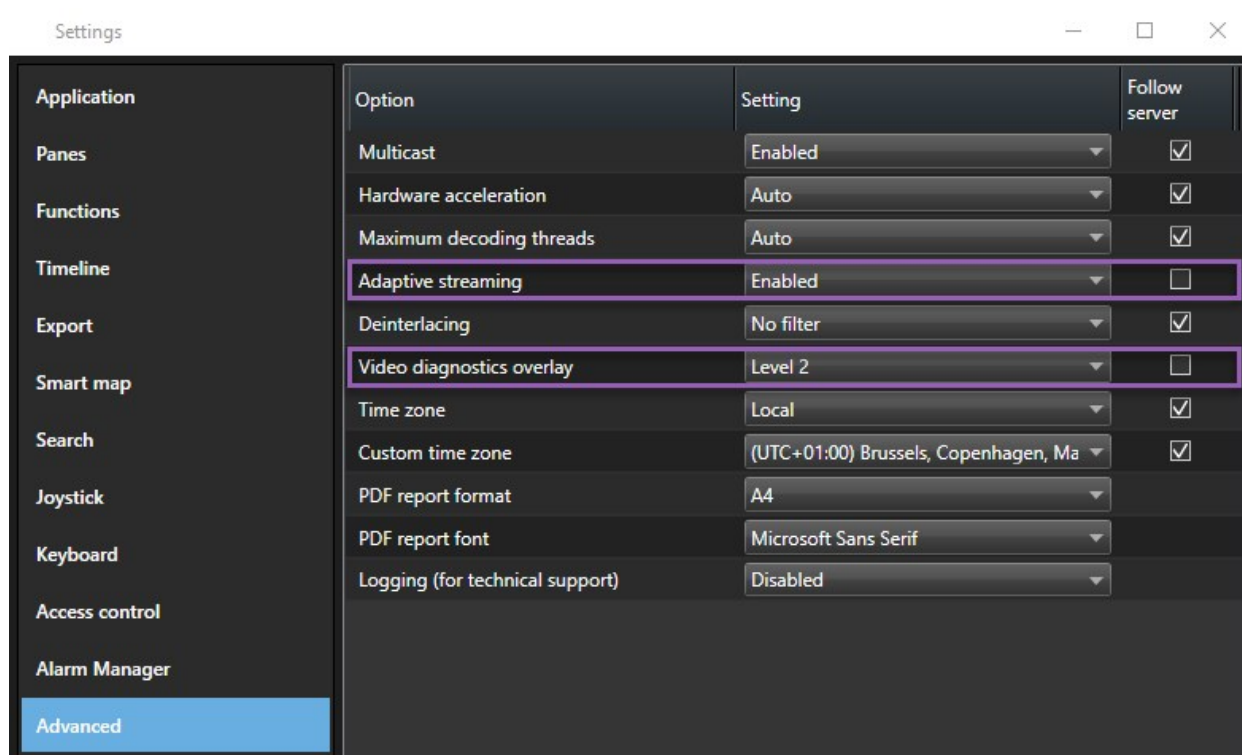 Settings
Application
Panes
Functions
Timeline
Export
Smart map
Search
Joystick
Keyboard
Access control
Alarm Manager
Advanced
Option Setting Follow server
Multicast Enabled
Hardware acceleration Auto
Maximum decoding threads Auto
Adaptive streaming Enabled
Deinterlacing No filter
Video diagnostics overlay Level 2
Time zone Local
Custom time zone (UTC+01:00) Brussels, Copenhagen, Ma
PDF report format A4
PDF report font Microsoft Sans Serif
Logging (for technical support) Disabled